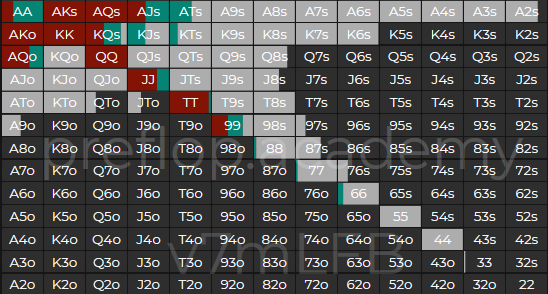 AA AKs AQs AJs ATs A9s A8s A7s A6s A5s A4s A3s A2s
AKo KK KQs KJs KTs K9s K8s K7s K6s K5s K4s K3s K2s
AQo KQo QQ QJs QTs Q9s Q8s Q7s Q6s Q5s Q4s Q3s Q2s
AJo KJo QJo JJ JTs J9s J8s J7s J6s J5s J4s J3s J2s
ATo KTo QTo JTo TT T9s T8s T7s T6s T5s T4s T3s T2s
A9o K9o Q9o J9o T9o 99 98s 97s 96s 95s 94s 93s 92s
A8o K8o Q8o J8o T8o 98o 88 87s 86s 85s 84s 83s 82s
preflop.academy
A7o K7o Q7o J7o T7o 97o 87o 77 76s 75s 74s 73s 72s
A6o K6o Q6o J6o T6o 96o 86o 76o 66 65s 64s 63s 62s
A5o K5o Q5o J5o T5o 95o 85o 75o 65o 55 54s 53s 52s
A4o K4o Q4o J4o T4o 94o 84o 74o 64o 54o 44 43s 42s
v7mLFB
A3o K3o Q3o J3o T3o 93o 83o 73o 63o 53o 43o 33 32s
A2o K2o Q2o J2o T2o 92o 82o 72o 62o 52o 42o 32o 22